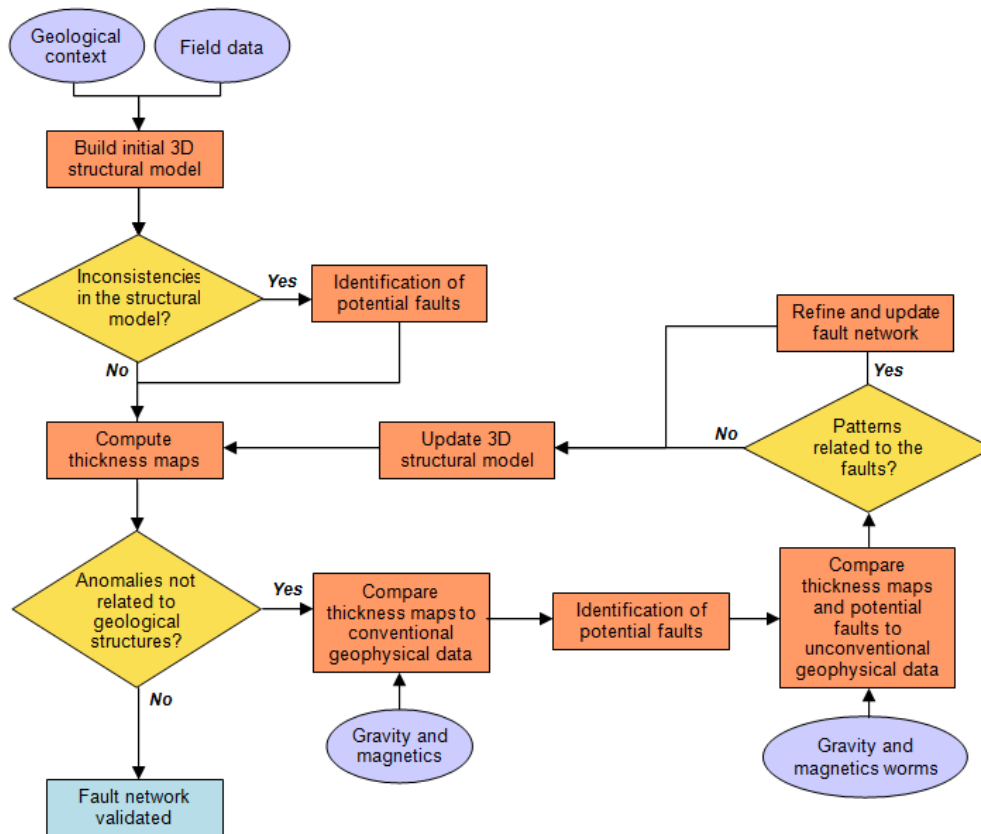 Geological
context
Field data
Build initial 3D
structural model
Inconsistencies
in the structural
model?
Yes
Identification of
potential faults
No
Refine and update
fault network
Yes
Compute
thickness maps
Update 3D
structural model
No
Patterns
related to the
faults?
Anomalies not
related to
geological
structures?
Yes
Compare
thickness maps to
conventional
geophysical data
Identification of
potential faults
Compare
thickness maps
and potential
faults to
unconventional
geophysical data
No
Gravity and
magnetics
Gravity and
magnetics worms
Fault network
validated